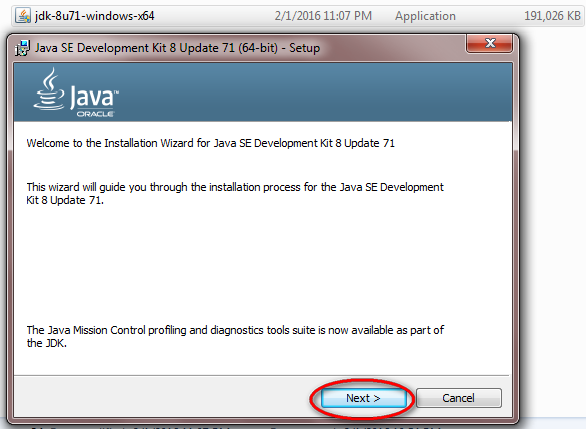 jdk-8u71-windows-x64 2/1/2016 11:07 PM Application 191,026 KB
Java SE Development Kit 8 Update 71 (64-bit) - Setup
Java™
ORACLE
Welcome to the Installation Wizard for Java SE Development Kit 8 Update 71
This wizard will guide you through the installation process for the Java SE Development
Kit 8 Update 71.
The Java Mission Control profiling and diagnostics tools suite is now available as part of
the JDK.
Next > Cancel